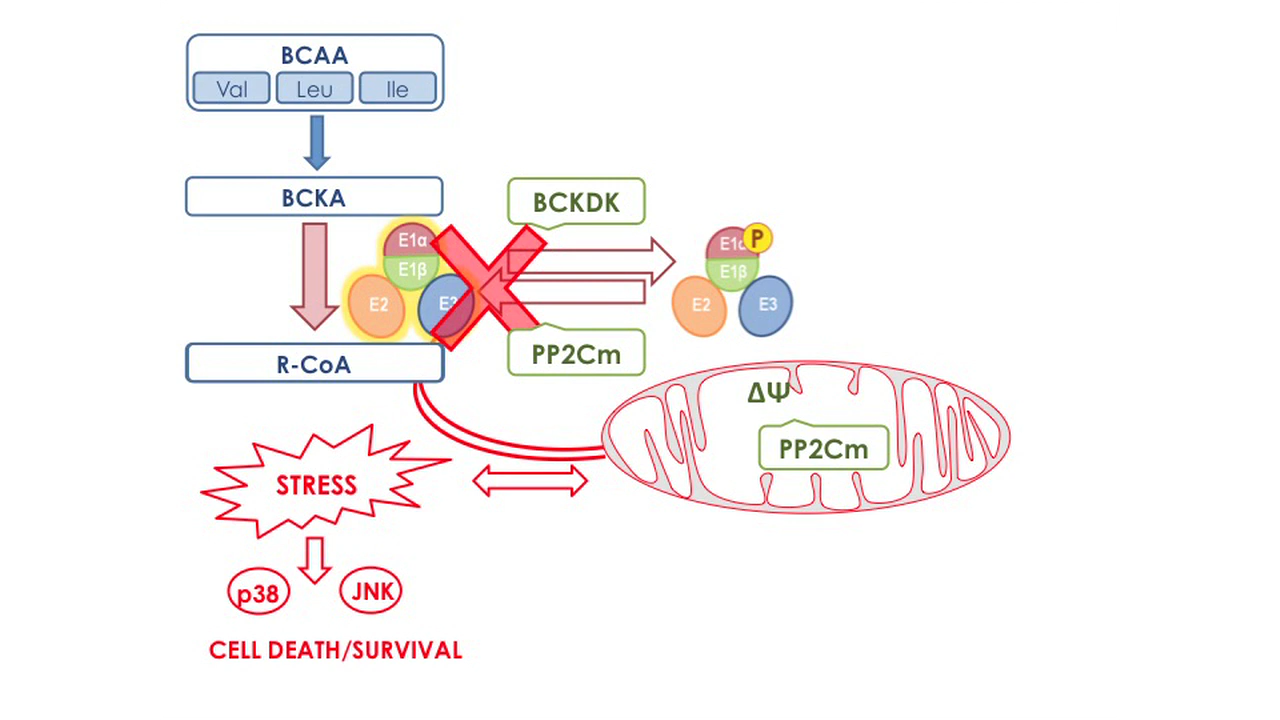 BCAA
Val Leu Ile
BCKA
BCKDK
E1α
E1β
E2 E3
E1α P
E1β
E2 E3
PP2Cm
R-CoA
ΔΨ
PP2Cm
STRESS
p38 JNK
CELL DEATH/SURVIVAL